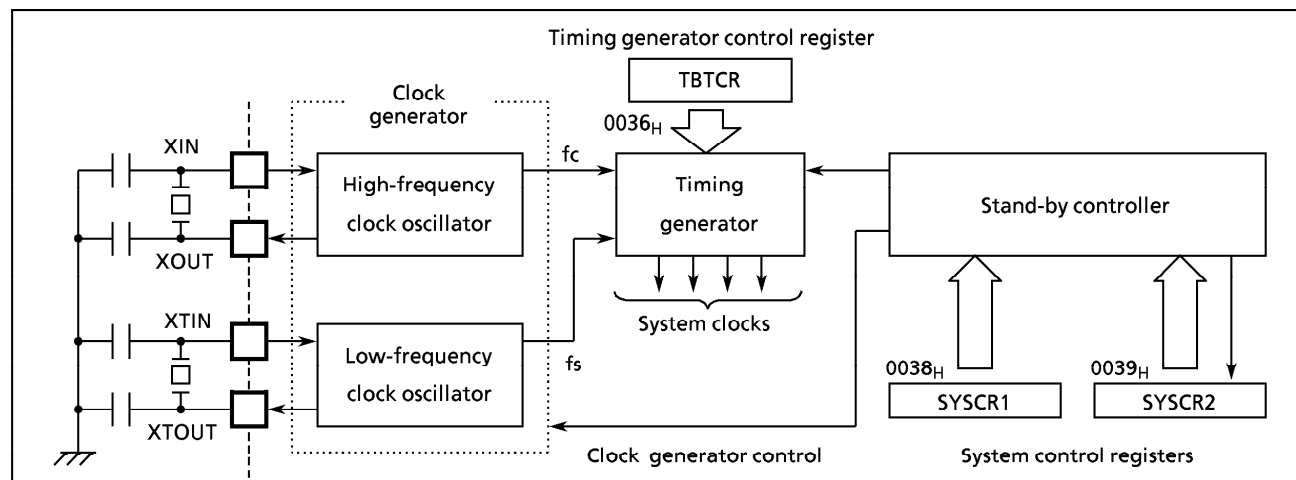 Timing generator control register
TBTCR
Clock
generator
0036H
XIN
fc
High-frequency
clock oscillator
Timing
generator
Stand-by controller
XOUT
XTIN
System clocks
Low-frequency
clock oscillator
fs
0038H
0039H
SYSCR1
SYSCR2
XTOUT
Clock generator control
System control registers